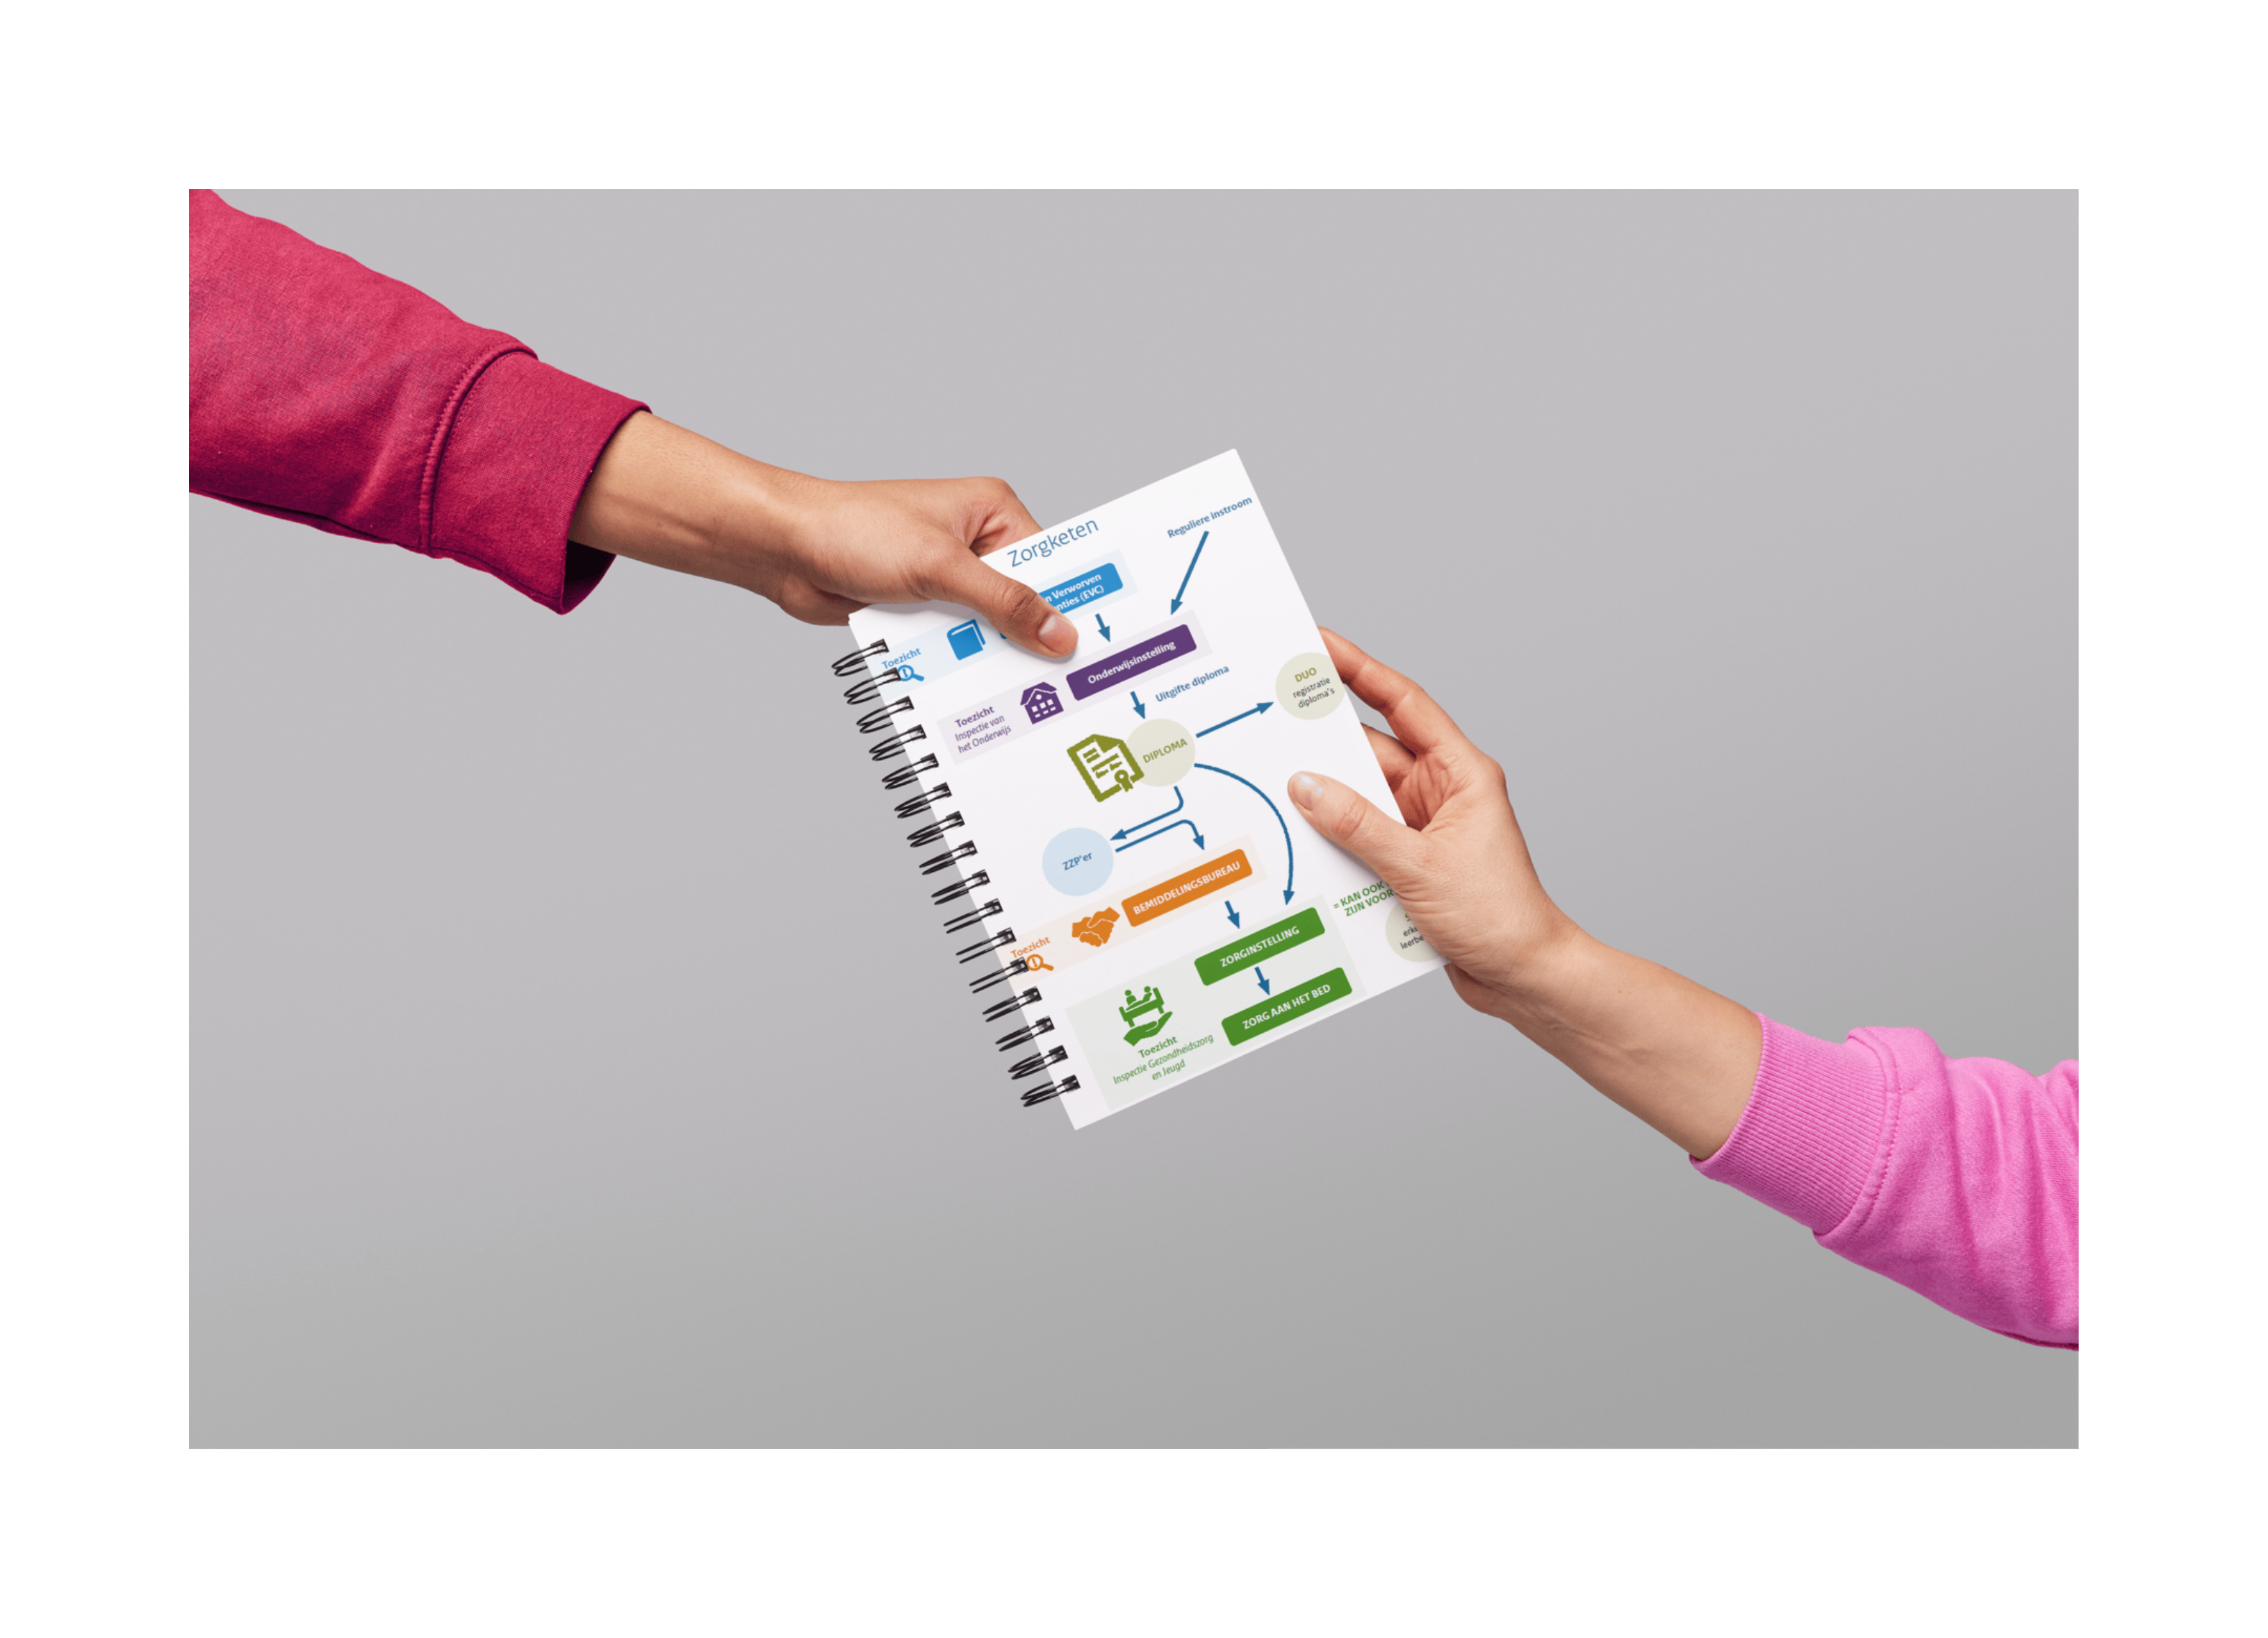 Zorgketen
Reguliere instroom
Verworven
(EVC)
Toezicht
Onderwijsinstelling
Toezicht
Inspectie van
het Onderwijs
Uitgifte diploma
DUO
registratie
diploma's
DIPLOMA
ZZP'er
BEMIDDELINGSBUREAU
Toezicht
= KAN OOK
ZIJN VOOR
ZORGINSTELLING
ZORG AAN HET BED
Toezicht
Inspectie Gezondheidszorg
en Jeugd